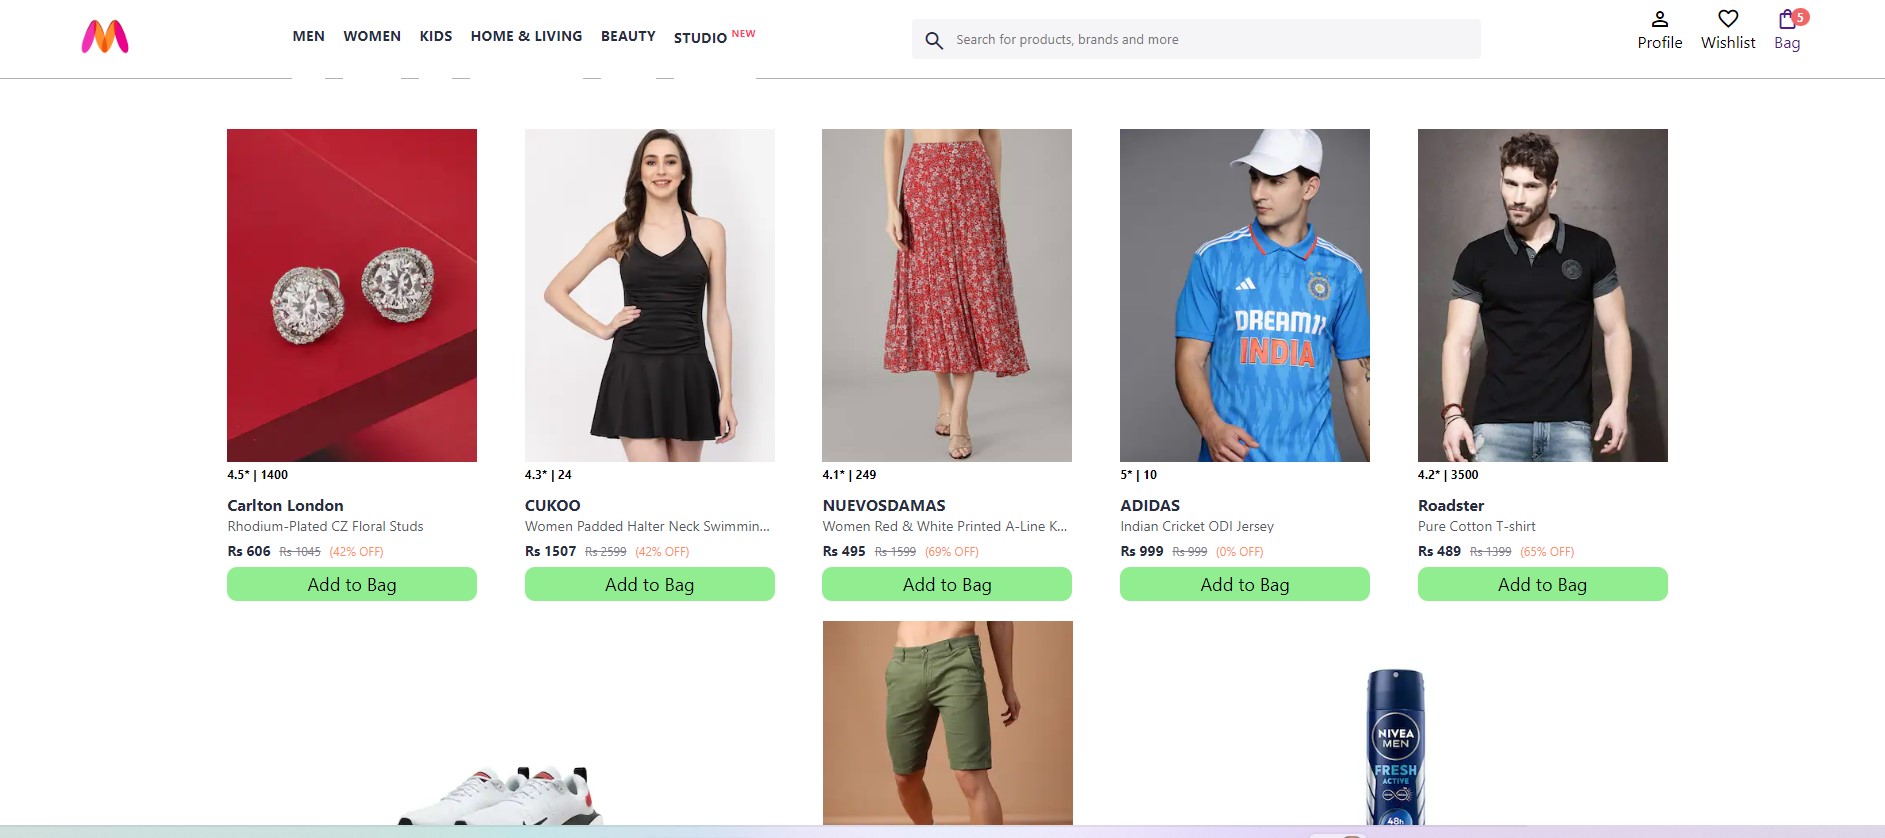 MEN WOMEN KIDS HOME & LIVING BEAUTY STUDIO NEW
Search for products, brands and more
5
Profile Wishlist Bag
DREAM11
INDIA
4.5* | 1400
Carlton London
Rhodium-Plated CZ Floral Studs
Rs 606 Rs 1045 (42% OFF)
Add to Bag
4.3* | 24
CUKOO
Women Padded Halter Neck Swimmin...
Rs 1507 Rs 2599 (42% OFF)
Add to Bag
4.1* | 249
NUEVOSDAMAS
Women Red & White Printed A-Line K...
Rs 495 Rs 1599 (69% OFF)
Add to Bag
5* | 10
ADIDAS
Indian Cricket ODI Jersey
Rs 999 Rs 999 (0% OFF)
Add to Bag
4.2* | 3500
Roadster
Pure Cotton T-shirt
Rs 489 Rs 1399 (65% OFF)
Add to Bag
NIVEA
MEN
FRESH
ACTIVE
48h